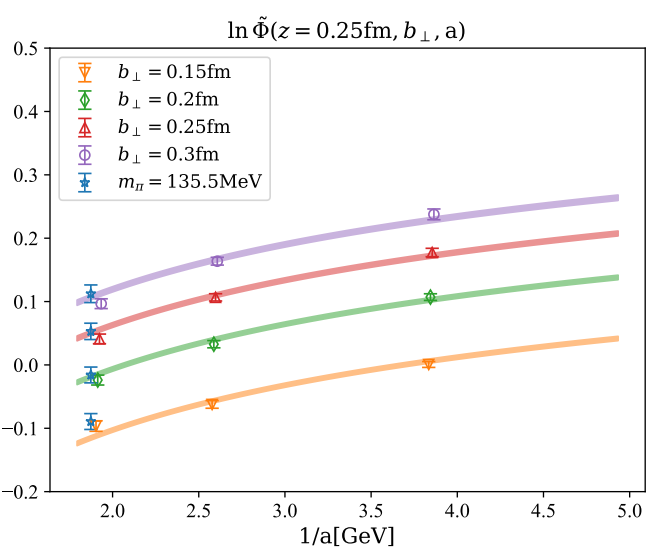 ln Φ̃(z = 0.25fm, b⊥, a)
0.5
0.4
0.3
0.2
0.1
0.0
−0.1
−0.2
b⊥ = 0.15fm
b⊥ = 0.2fm
b⊥ = 0.25fm
b⊥ = 0.3fm
mπ = 135.5MeV
2.0 2.5 3.0 3.5 4.0 4.5 5.0
1/a[GeV]